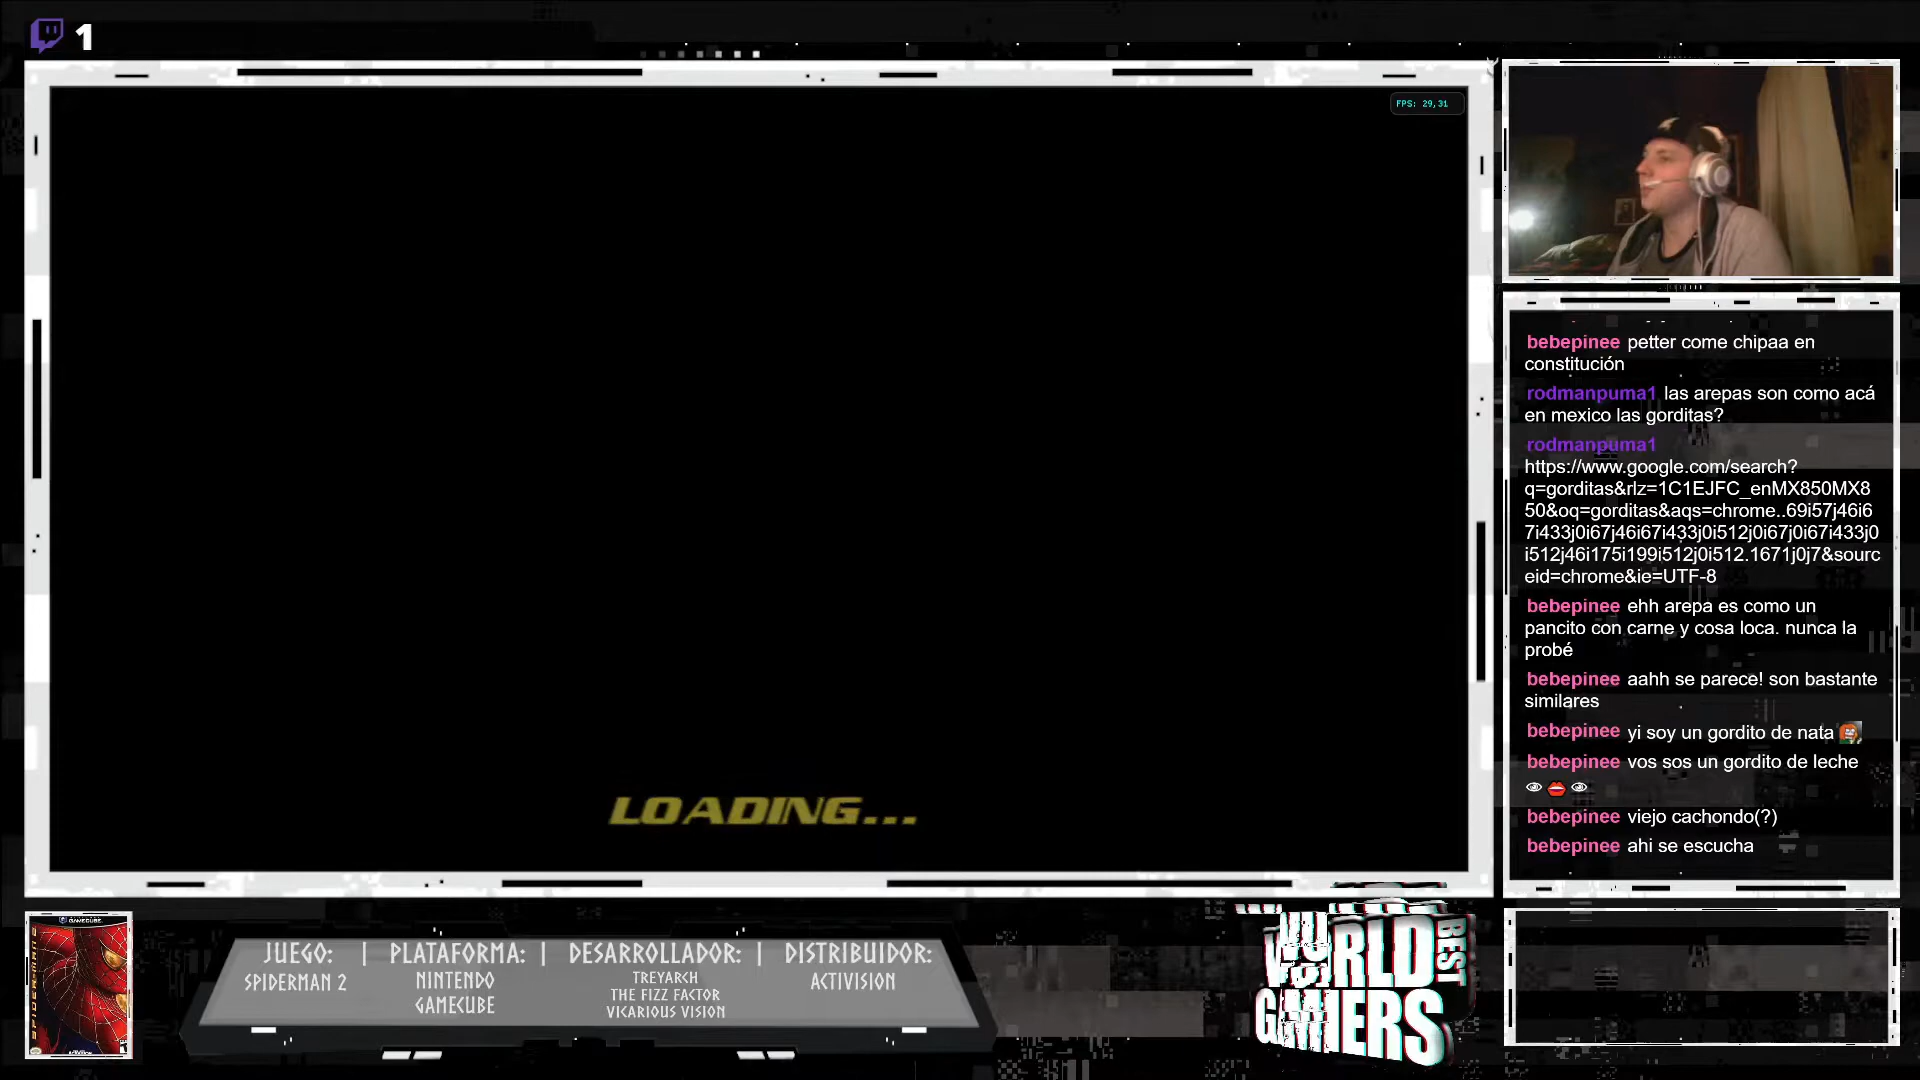 1
FPS: 29,31
bebepinee petter come chipaa en
constitución
rodmanpuma1 las arepas son como acá
en mexico las gorditas?
rodmanpuma1
https://www.google.com/search?
q=gorditas&rlz=1C1EJFC_enMX850MX8
50&oq=gorditas&aqs=chrome..69i57j46i6
7i433j0i67j46i67i433j0i512j0i67j0i67i433j0
i512j46i175i199i512j0i512.1671j0j7&sourc
eid=chrome&ie=UTF-8
bebepinee ehh arepa es como un
pancito con carne y cosa loca. nunca la
probé
bebepinee aahh se parece! son bastante
similares
bebepinee yi soy un gordito de nata
bebepinee vos sos un gordito de leche
bebepinee viejo cachondo(?)
bebepinee ahi se escucha
LOADING...
GAMECUBE
SPIDER-MAN
JUEGO: | PLATAFORMA: | DESARROLLADOR: | DISTRIBUIDOR:
SPIDERMAN 2
NINTENDO
GAMECUBE
TREYARCH
THE FIZZ FACTOR
VICARIOUS VISION
ACTIVISION
WORLD
BEST
GAMERS